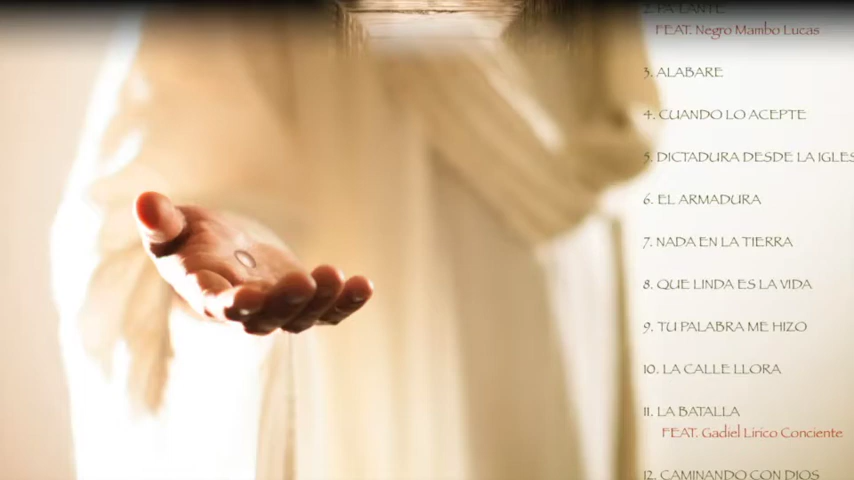 2. PA'LANTE
FEAT. Negro Mambo Lucas
3. ALABARE
4. CUANDO LO ACEPTE
5. DICTADURA DESDE LA IGLES
6. EL ARMADURA
7. NADA EN LA TIERRA
8. QUE LINDA ES LA VIDA
9. TU PALABRA ME HIZO
10. LA CALLE LLORA
11. LA BATALLA
FEAT. Gadiel Lirico Conciente
12. CAMINANDO CON DIOS